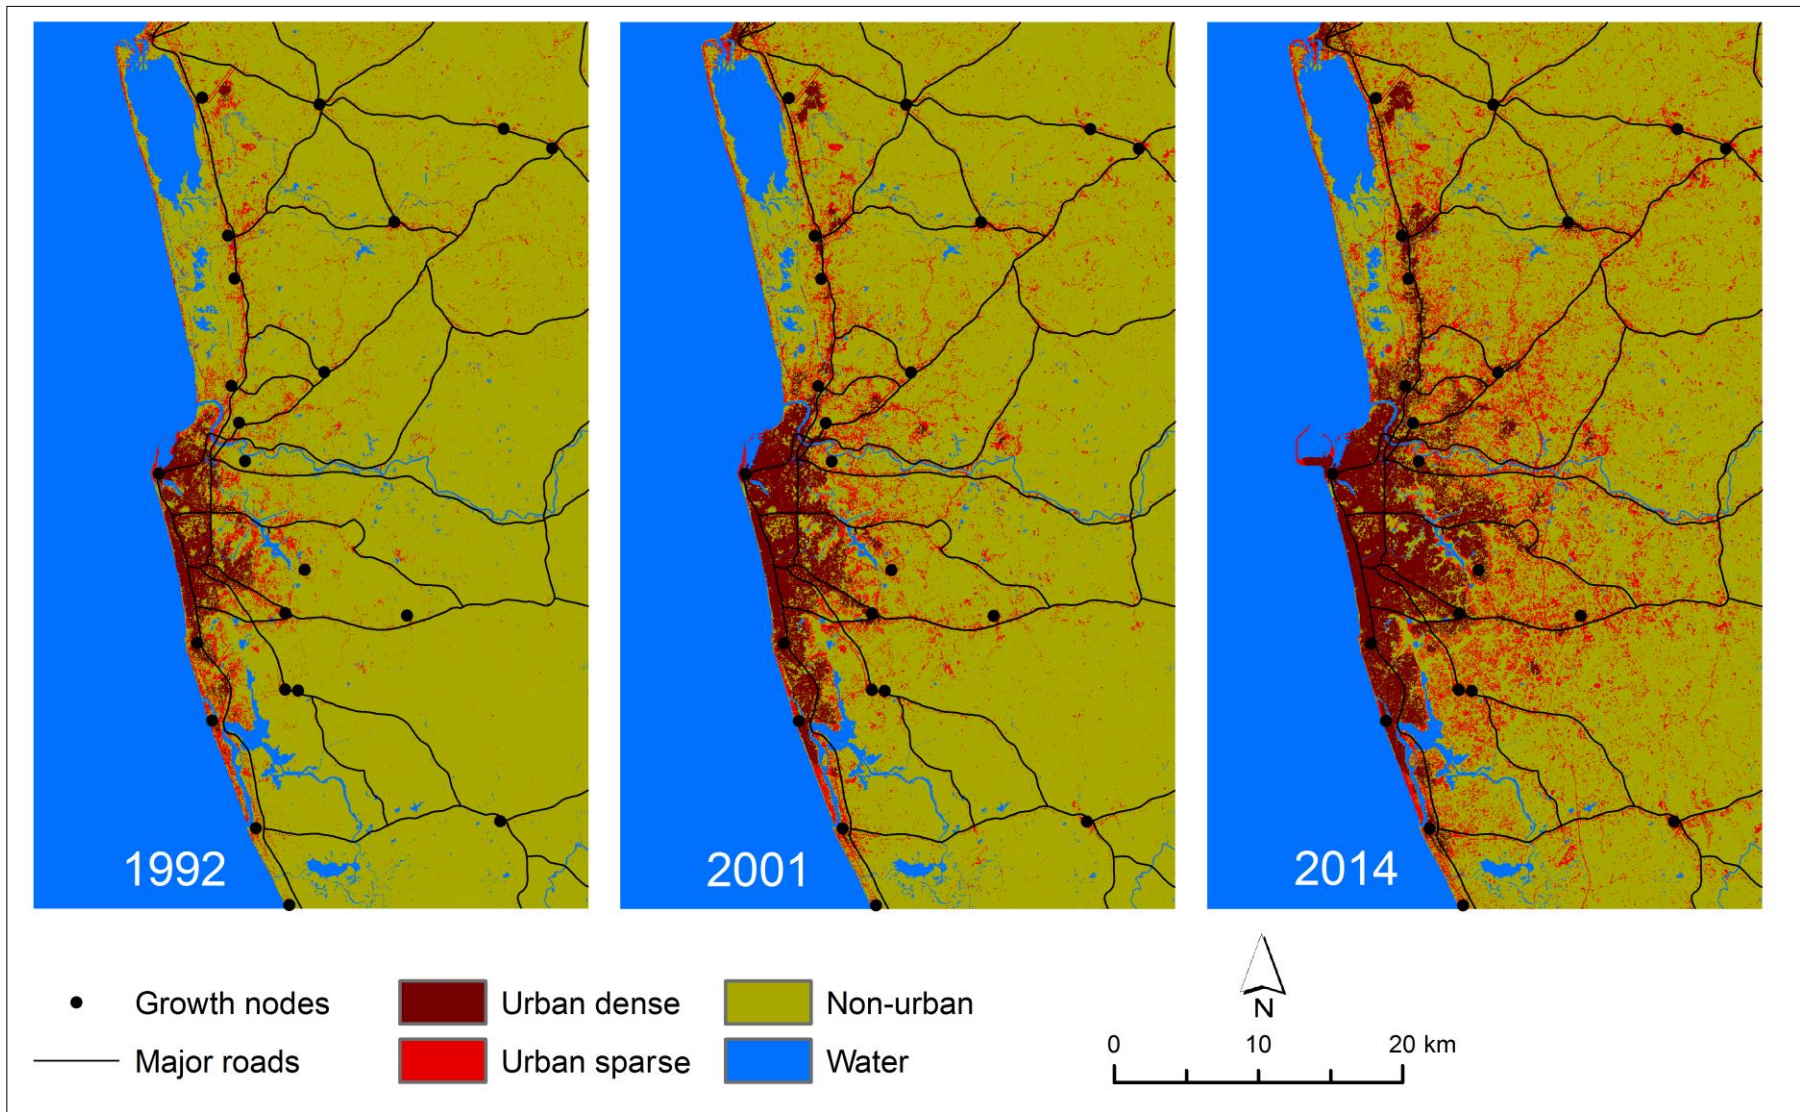 1992
2001
2014
Growth nodes
Urban dense
Non-urban
Major roads
Urban sparse
Water
N
0 10 20 km